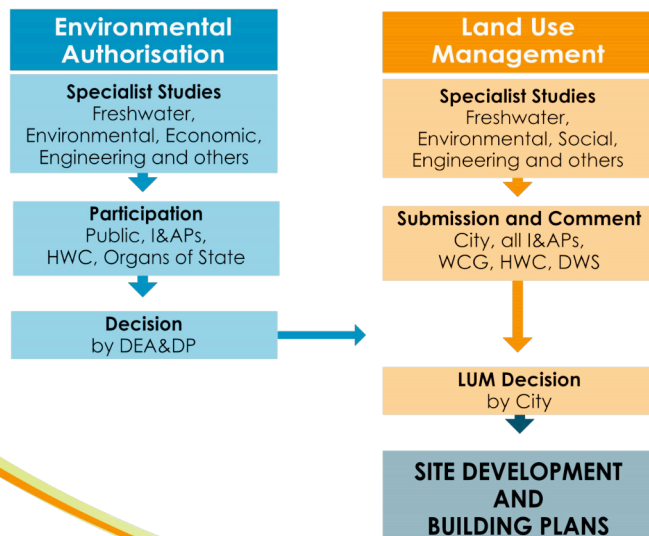 Environmental
Authorisation
Specialist Studies
Freshwater,
Environmental, Economic,
Engineering and others
Participation
Public, I&APs,
HWC, Organs of State
Decision
by DEA&DP
Land Use
Management
Specialist Studies
Freshwater,
Environmental, Social,
Engineering and others
Submission and Comment
City, all I&APs,
WCG, HWC, DWS
LUM Decision
by City
SITE DEVELOPMENT
AND
BUILDING PLANS